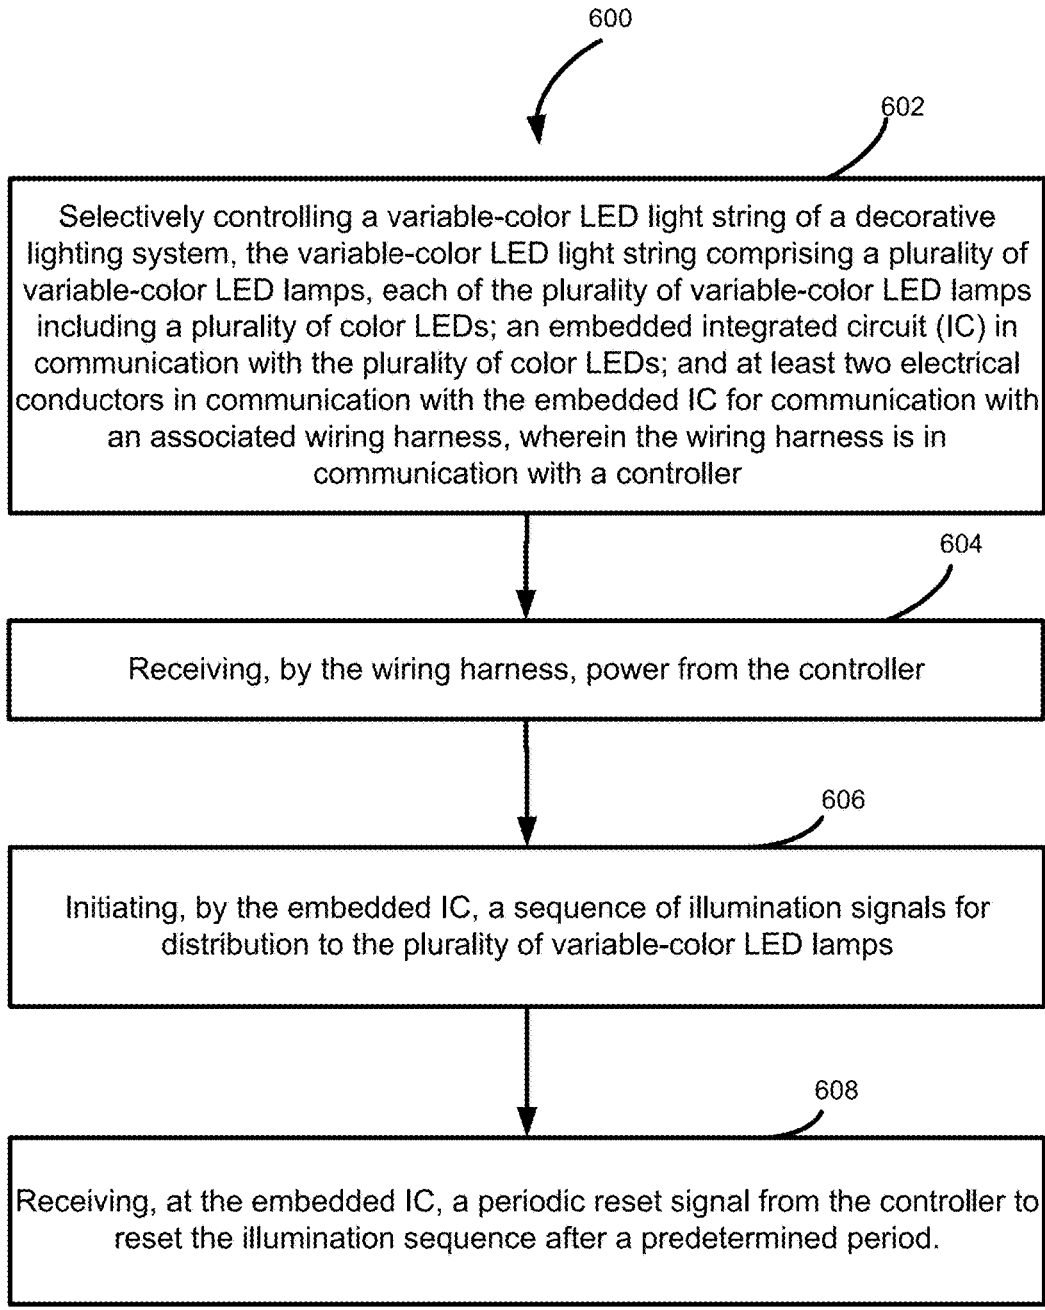 600
602
Selectively controlling a variable-color LED light string of a decorative
lighting system, the variable-color LED light string comprising a plurality of
variable-color LED lamps, each of the plurality of variable-color LED lamps
including a plurality of color LEDs; an embedded integrated circuit (IC) in
communication with the plurality of color LEDs; and at least two electrical
conductors in communication with the embedded IC for communication with
an associated wiring harness, wherein the wiring harness is in
communication with a controller
604
Receiving, by the wiring harness, power from the controller
606
Initiating, by the embedded IC, a sequence of illumination signals for
distribution to the plurality of variable-color LED lamps
608
Receiving, at the embedded IC, a periodic reset signal from the controller to
reset the illumination sequence after a predetermined period.